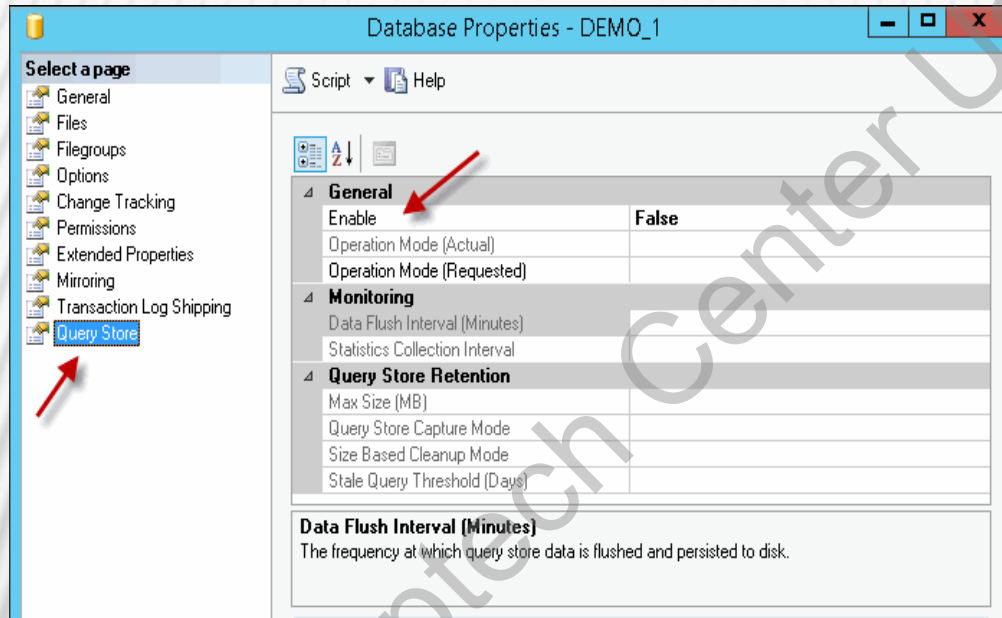 Database Properties - DEMO_1
x
Select a page
General
Files
Filegroups
Options
Change Tracking
Permissions
Extended Properties
Mirroring
Transaction Log Shipping
Query Store
Script Help
A
Z
General
Enable False
Operation Mode (Actual)
Operation Mode (Requested)
Monitoring
Data Flush Interval (Minutes)
Statistics Collection Interval
Query Store Retention
Max Size (MB)
Query Store Capture Mode
Size Based Cleanup Mode
Stale Query Threshold (Days)
Data Flush Interval (Minutes)
The frequency at which query store data is flushed and persisted to disk.
ptech Center U